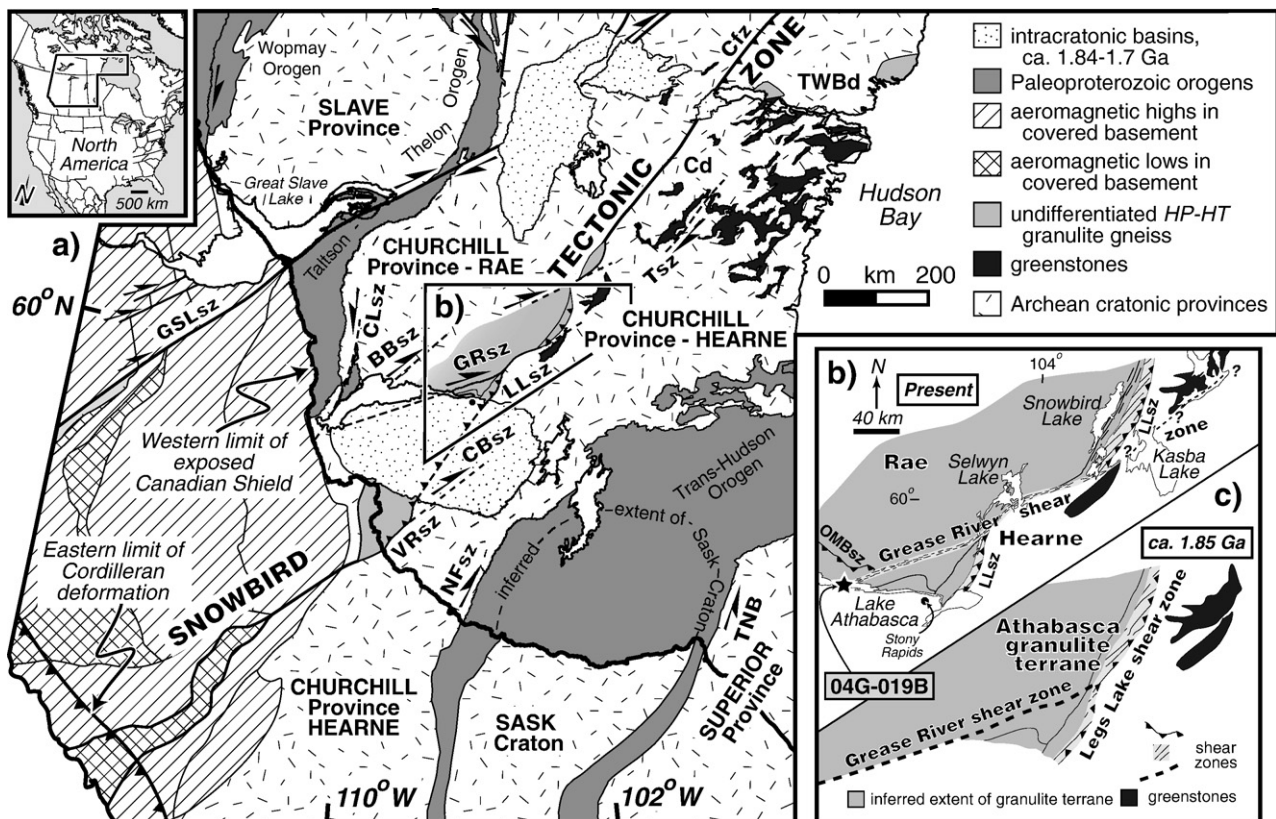 North
America
500 km
N
a)
Wopmay
Orogen
SLAVE
Province
Thelon
Orogen
Great Slave
Lake
Taltson
Cfz
ZONE
TWBd
Cd
TECTONIC
Tsz
Hudson
Bay
0 km 200
CHURCHILL
Province - RAE
60°N
GSLsz
CLsz
BBsz
b)
GRsz
LLsz
CBsz
CHURCHILL
Province - HEARNE
Western limit of
exposed
Canadian Shield
Eastern limit of
Cordilleran
deformation
SNOWBIRD
VRsz
NFsz
Trans-Hudson
Orogen
inferred
extent of
Sask
Craton
TNB
SUPERIOR
Province
CHURCHILL
Province
HEARNE
SASK
Craton
110°W
102°W
intracratonic basins,
ca. 1.84-1.7 Ga
Paleoproterozoic orogens
aeromagnetic highs in
covered basement
aeromagnetic lows in
covered basement
undifferentiated HP-HT
granulite gneiss
greenstones
Archean cratonic provinces
b)
N
Present
40 km
104°
Snowbird
Lake
LLsz
?
?
?
zone
Kasba
Lake
Rae
Selwyn
Lake
60°
Grease River shear
Hearne
OMBsz
LLsz
Lake
Athabasca
Stony
Rapids
04G-019B
c)
ca. 1.85 Ga
Athabasca
granulite
terrane
Grease River shear zone
Legs Lake shear zone
shear
zones
inferred extent of granulite terrane
greenstones